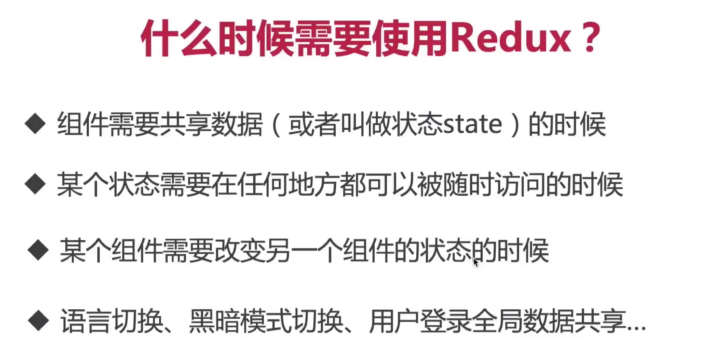 什么时候需要使用Redux？
◆ 组件需要共享数据（或者叫做状态state）的时候
◆ 某个状态需要在任何地方都可以被随时访问的时候
◆ 某个组件需要改变另一个组件的状态的时候
◆ 语言切换、黑暗模式切换、用户登录全局数据共享...